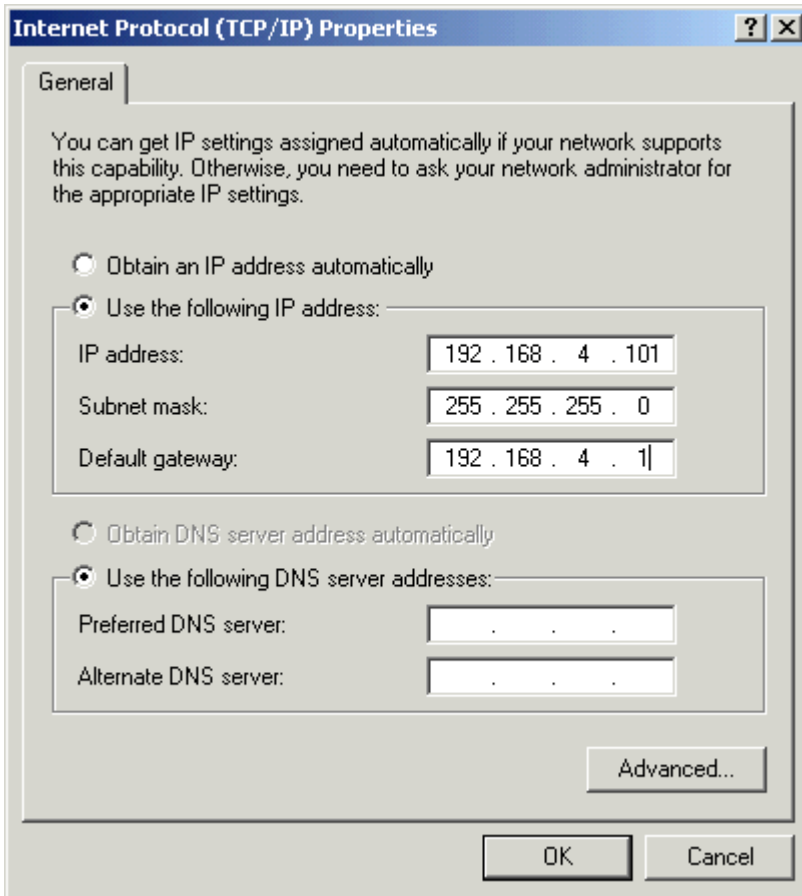 Internet Protocol (TCP/IP) Properties
General
You can get IP settings assigned automatically if your network supports
this capability. Otherwise, you need to ask your network administrator for
the appropriate IP settings.
Obtain an IP address automatically
Use the following IP address:
IP address: 192 . 168 . 4 . 101
Subnet mask: 255 . 255 . 255 . 0
Default gateway: 192 . 168 . 4 . 1
Obtain DNS server address automatically
Use the following DNS server addresses:
Preferred DNS server: . . .
Alternate DNS server: . . .
Advanced...
OK Cancel